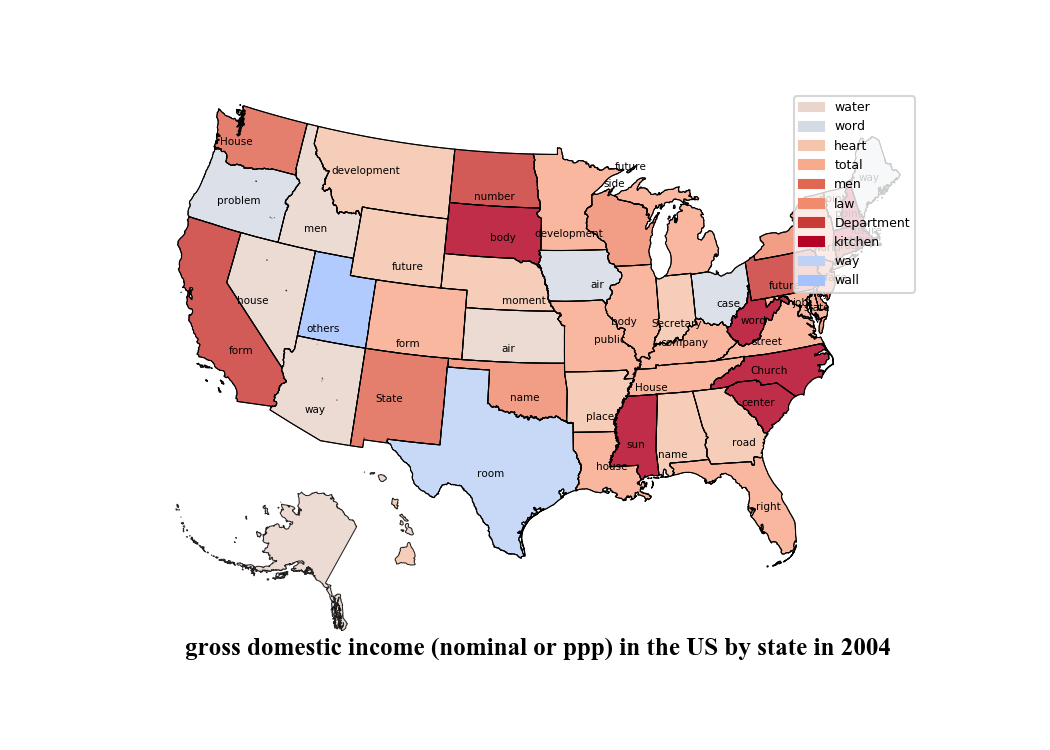 water
word
heart
total
men
law
Department
kitchen
way
wall
House
development
future
side
way
number
problem
men
body
development
future
house
moment
air
case
future
job
state
others
form
form
air
body
public
Secretary
company
word
street
Church
way
State
name
House
place
center
sun
name
road
room
house
right
gross domestic income (nominal or ppp) in the US by state in 2004